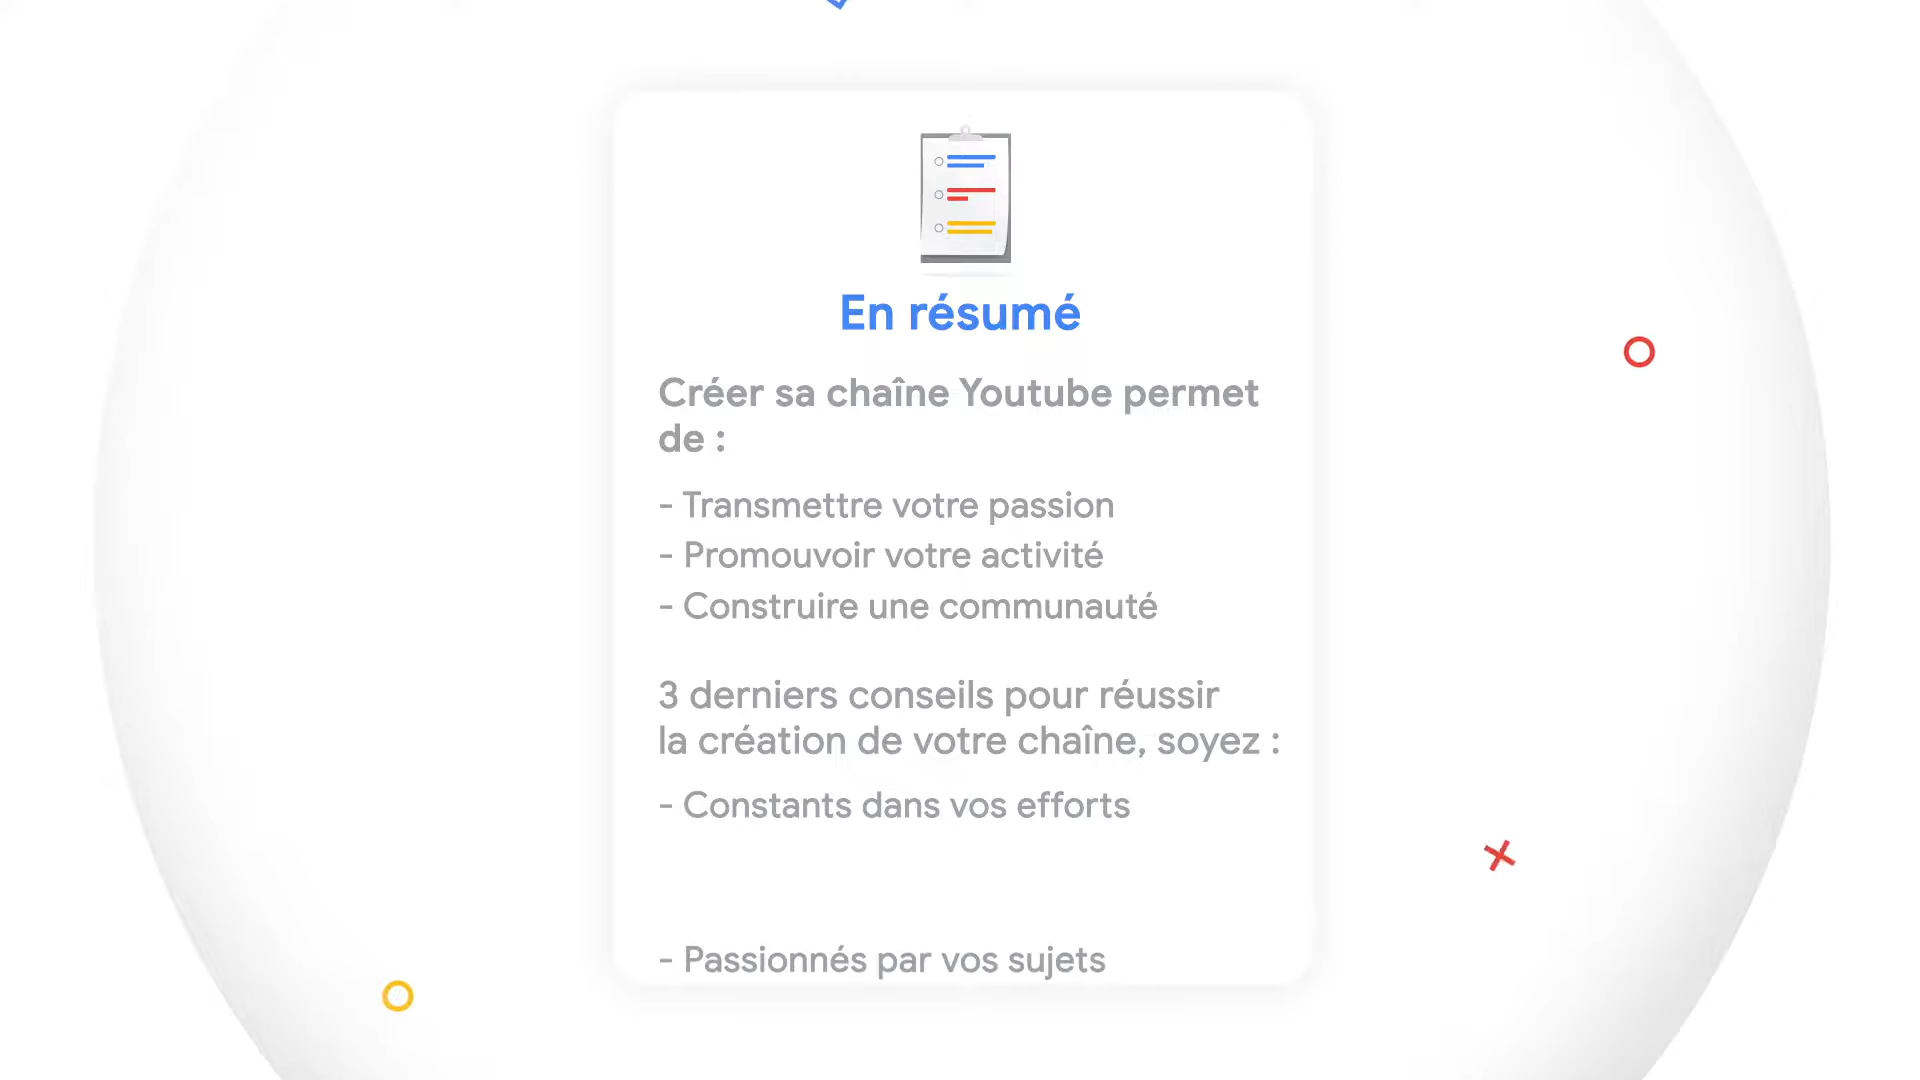 En résumé
Créer sa chaîne Youtube permet
de :
- Transmettre votre passion
- Promouvoir votre activité
- Construire une communauté
3 derniers conseils pour réussir
la création de votre chaîne, soyez :
- Constants dans vos efforts
- Passionnés par vos sujets